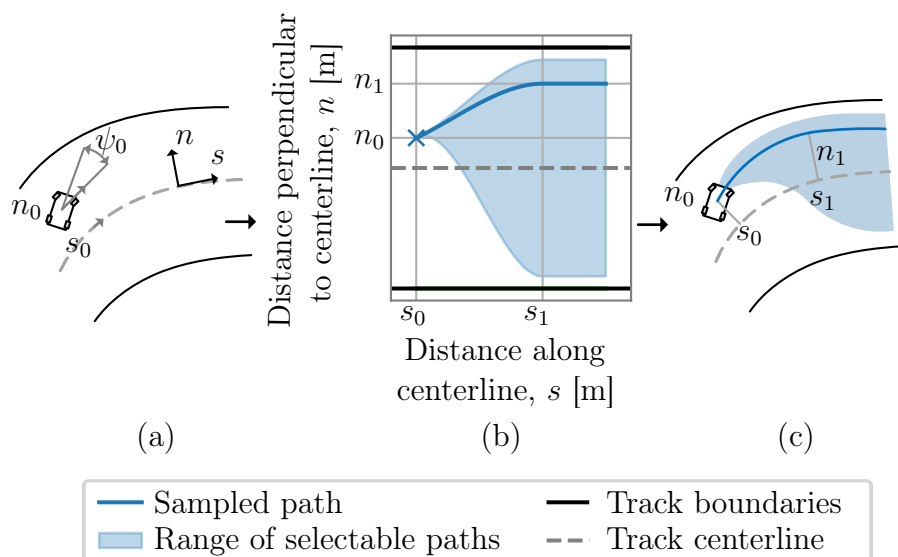 ψ₀
n
s
n₀
s₀
(a)
Distance perpendicular
to centerline, n [m]
n₁
n₀
s₀
s₁
Distance along
centerline, s [m]
(b)
n₁
n₀
s₁
s₀
(c)
Sampled path
Range of selectable paths
Track boundaries
Track centerline